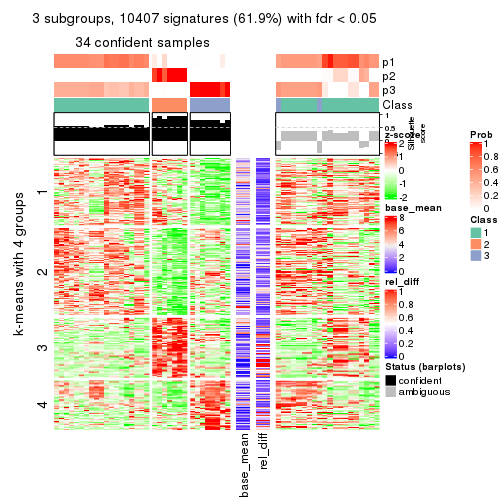 3 subgroups, 10407 signatures (61.9%) with fdr < 0.05
34 confident samples
p1
p2
p3
Class
1
0.5
0
Silhouette
score
k-means with 4 groups
1
2
3
4
base_mean
rel_diff
z-score
2
1
0
-1
-2
base_mean
8
6
4
2
0
rel_diff
1
0.8
0.6
0.4
0.2
0
Status (barplots)
confident
ambiguous
Prob
1
0.8
0.6
0.4
0.2
0
Class
1
2
3